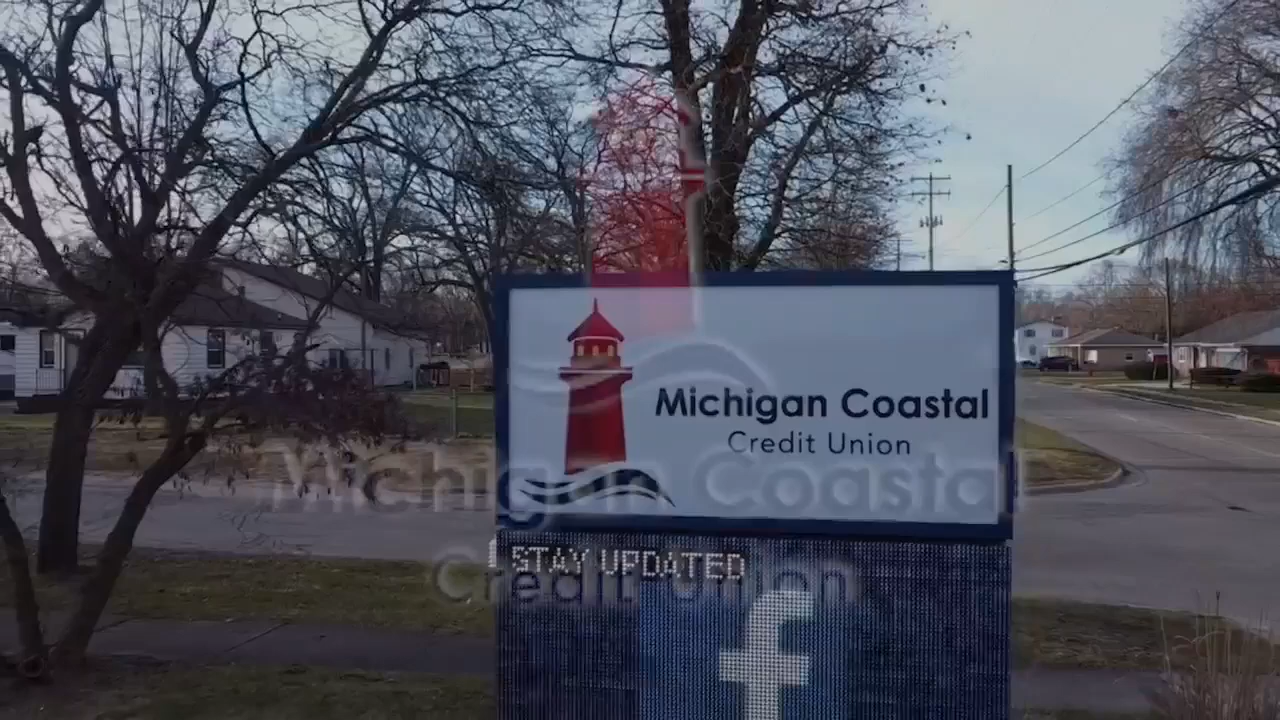 Michigan Coastal
Credit Union
Michigan Coastal
Credit Union
STAY UPDATED
f